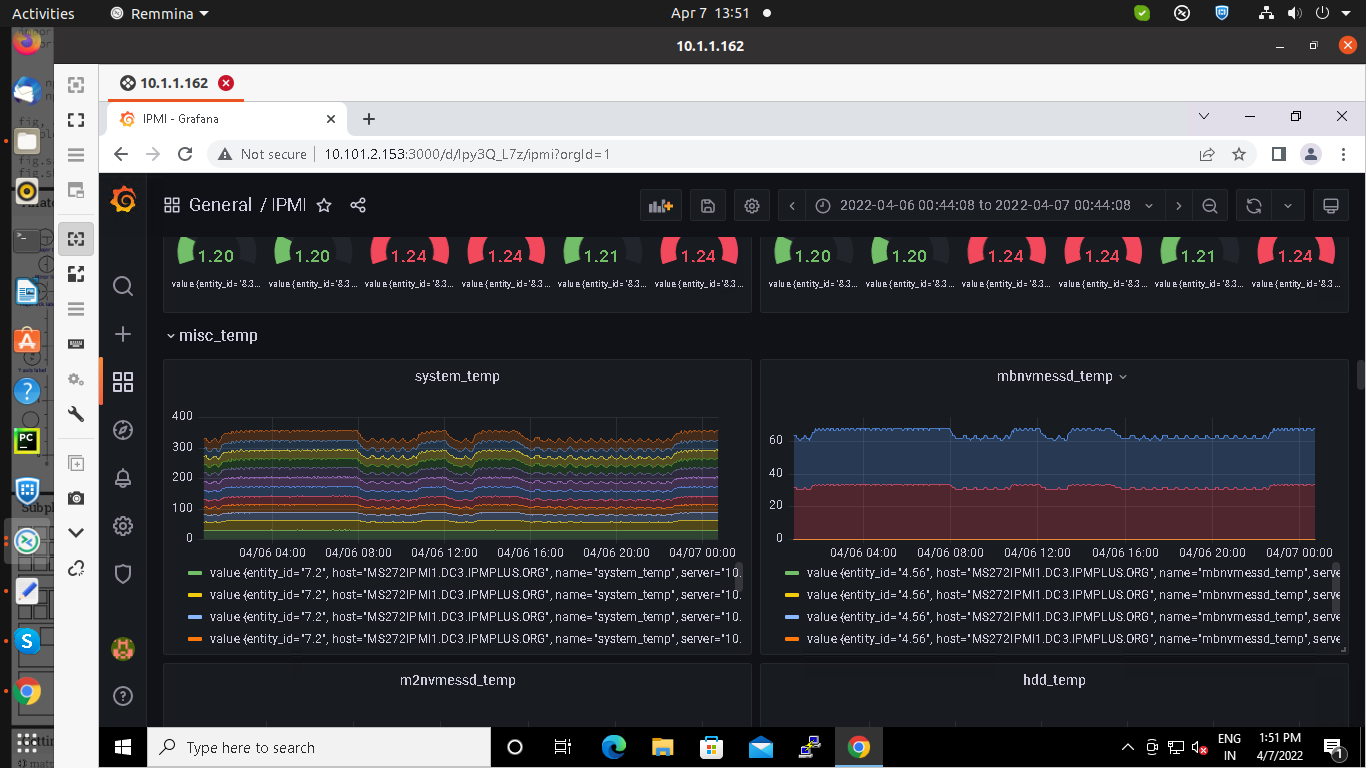 Activities
Remmina
Apr 7 13:51
10.1.1.162
10.1.1.162
IPMI - Grafana
Not secure
10.101.2.153:3000/d/lpy3Q_L7z/ipmi?orgId=1
General / IPMI
2022-04-06 00:44:08 to 2022-04-07 00:44:08
1.20 1.20 1.24 1.24 1.21 1.24
value {entity_id="8.3... value {entity_id="8.3... value {entity_id="8.3... value {entity_id="8.3... value {entity_id="8.3... value {entity_id="8.3...
1.20 1.20 1.24 1.24 1.21 1.24
value {entity_id="8.3... value {entity_id="8.3... value {entity_id="8.3... value {entity_id="8.3... value {entity_id="8.3... value {entity_id="8.3...
misc_temp
system_temp
400
300
200
100
0
04/06 04:00 04/06 08:00 04/06 12:00 04/06 16:00 04/06 20:00 04/07 00:00
value {entity_id="7.2", host="MS272IPMI1.DC3.IPMPLUS.ORG", name="system_temp", server="10.
value {entity_id="7.2", host="MS272IPMI1.DC3.IPMPLUS.ORG", name="system_temp", server="10.
value {entity_id="7.2", host="MS272IPMI1.DC3.IPMPLUS.ORG", name="system_temp", server="10.
value {entity_id="7.2", host="MS272IPMI1.DC3.IPMPLUS.ORG", name="system_temp", server="10.
mbnvmessd_temp
60
40
20
0
04/06 04:00 04/06 08:00 04/06 12:00 04/06 16:00 04/06 20:00 04/07 00:00
value {entity_id="4.56", host="MS272IPMI1.DC3.IPMPLUS.ORG", name="mbnvmessd_temp", serve
value {entity_id="4.56", host="MS272IPMI1.DC3.IPMPLUS.ORG", name="mbnvmessd_temp", serve
value {entity_id="4.56", host="MS272IPMI1.DC3.IPMPLUS.ORG", name="mbnvmessd_temp", serve
value {entity_id="4.56", host="MS272IPMI1.DC3.IPMPLUS.ORG", name="mbnvmessd_temp", serve
m2nvmessd_temp
hdd_temp
Type here to search
ENG
IN
1:51 PM
4/7/2022
1